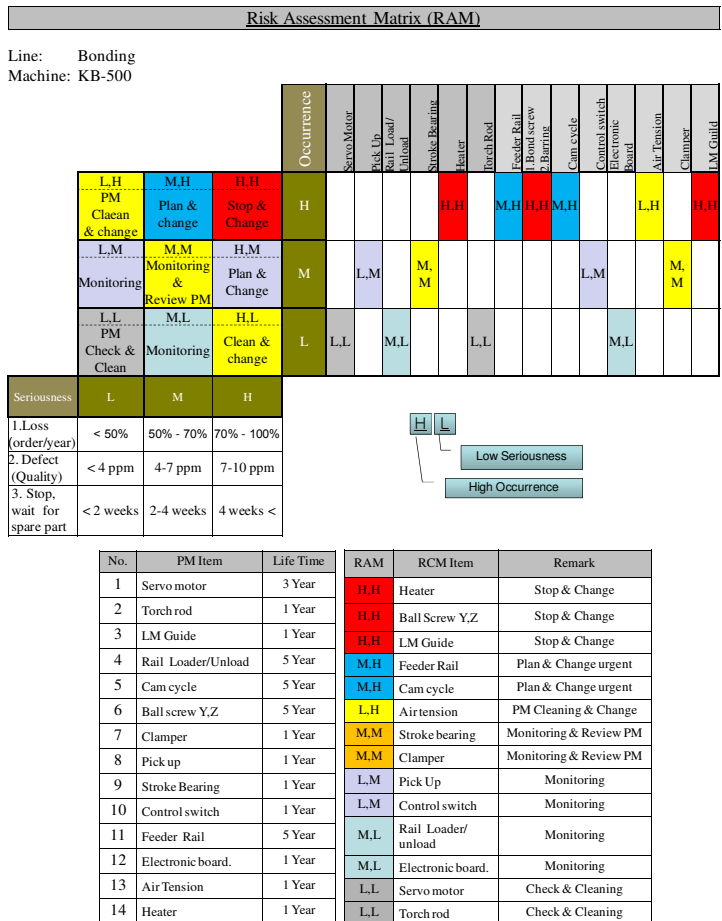 Risk Assessment Matrix (RAM)
Line: Bonding
Machine: KB-500
Occurrence
Servo Motor
Pick Up
Rail Load/
Unload
Stroke Bearing
Heater
Torch Rod
Feeder Rail
1.Bond screw
2.Barring
Cam cycle
Control switch
Electronic
Board
Air Tension
Clamper
LM Guild
L,H M,H H,H
PM
Claean
& change
Plan &
change
Stop &
Change
H
H,H M,H H,H M,H L,H H,H
L,M M,M H,M
Monitoring
Monitoring
&
Review PM
Plan &
Change
M
L,M
M,
M
L,M
M,
M
L,L M,L H,L
PM
Check &
Clean
Monitoring
Clean &
change
L
L,L M,L L,L M,L
Seriousness L M H
1.Loss
(order/year)
< 50% 50% - 70% 70% - 100%
2. Defect
(Quality)
< 4 ppm 4-7 ppm 7-10 ppm
3. Stop,
wait for
spare part
< 2 weeks 2-4 weeks 4 weeks <
H L
Low Seriousness
High Occurrence
No. PM Item Life Time
1 Servo motor 3 Year
2 Torch rod 1 Year
3 LM Guide 1 Year
4 Rail Loader/Unload 5 Year
5 Cam cycle 5 Year
6 Ball screw Y,Z 5 Year
7 Clamper 1 Year
8 Pick up 1 Year
9 Stroke Bearing 1 Year
10 Control switch 1 Year
11 Feeder Rail 5 Year
12 Electronic board. 1 Year
13 Air Tension 1 Year
14 Heater 1 Year
RAM RCM Item Remark
H,H Heater Stop & Change
H,H Ball Screw Y,Z Stop & Change
H,H LM Guide Stop & Change
M,H Feeder Rail Plan & Change urgent
M,H Cam cycle Plan & Change urgent
L,H Air tension PM Cleaning & Change
M,M Stroke bearing Monitoring & Review PM
M,M Clamper Monitoring & Review PM
L,M Pick Up Monitoring
L,M Control switch Monitoring
M,L Rail Loader/
unload Monitoring
M,L Electronic board. Monitoring
L,L Servo motor Check & Cleaning
L,L Torch rod Check & Cleaning